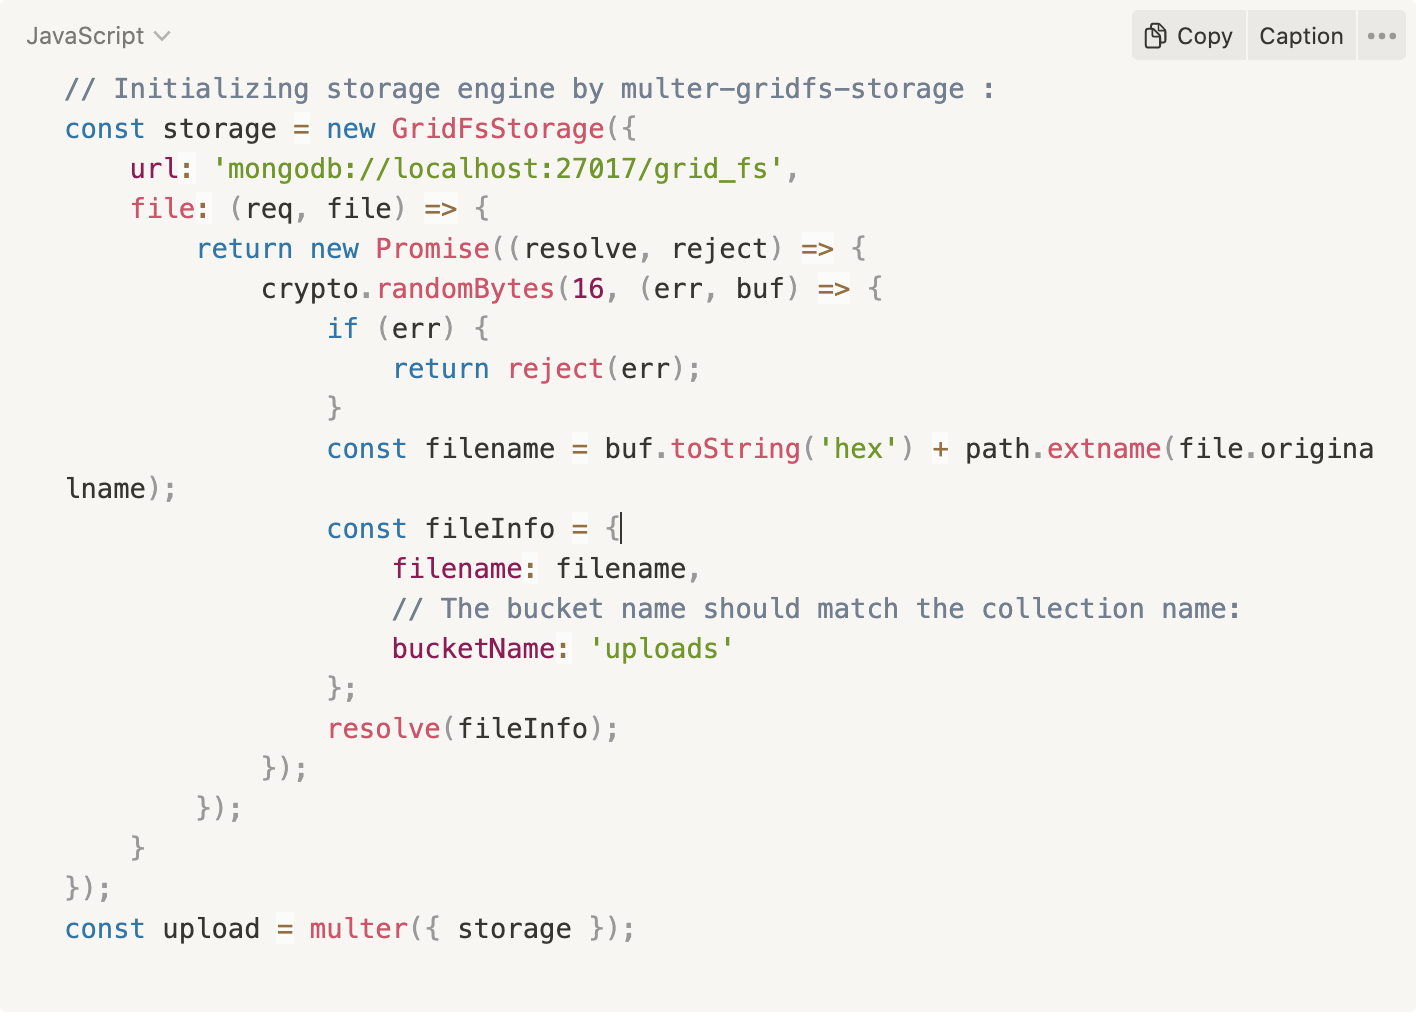 JavaScript
Copy Caption
// Initializing storage engine by multer-gridfs-storage :
const storage = new GridFsStorage({
    url: 'mongodb://localhost:27017/grid_fs',
    file: (req, file) => {
        return new Promise((resolve, reject) => {
            crypto.randomBytes(16, (err, buf) => {
                if (err) {
                    return reject(err);
                }
                const filename = buf.toString('hex') + path.extname(file.origina
lname);
                const fileInfo = {
                    filename: filename,
                    // The bucket name should match the collection name:
                    bucketName: 'uploads'
                };
                resolve(fileInfo);
            });
        });
    }
});
const upload = multer({ storage });